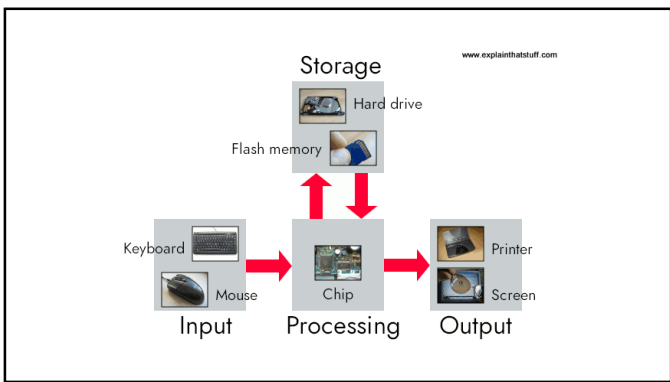 www.explainthatstuff.com
Storage
Hard drive
Flash memory
Keyboard
Mouse
Chip
Printer
Screen
Input
Processing
Output